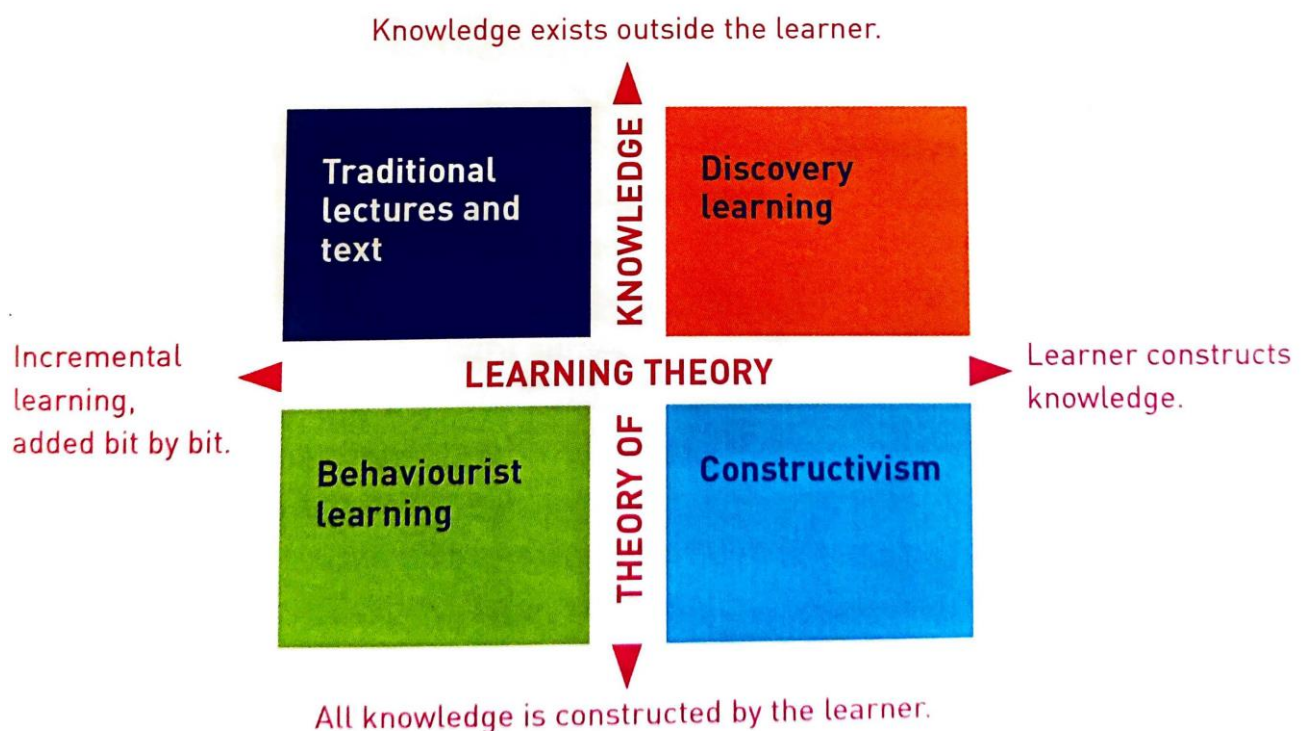 Knowledge exists outside the learner.
Traditional
lectures and
text
Discovery
learning
THEORY OF KNOWLEDGE
Incremental
learning,
added bit by bit.
LEARNING THEORY
Learner constructs
knowledge.
Behaviourist
learning
Constructivism
All knowledge is constructed by the learner.